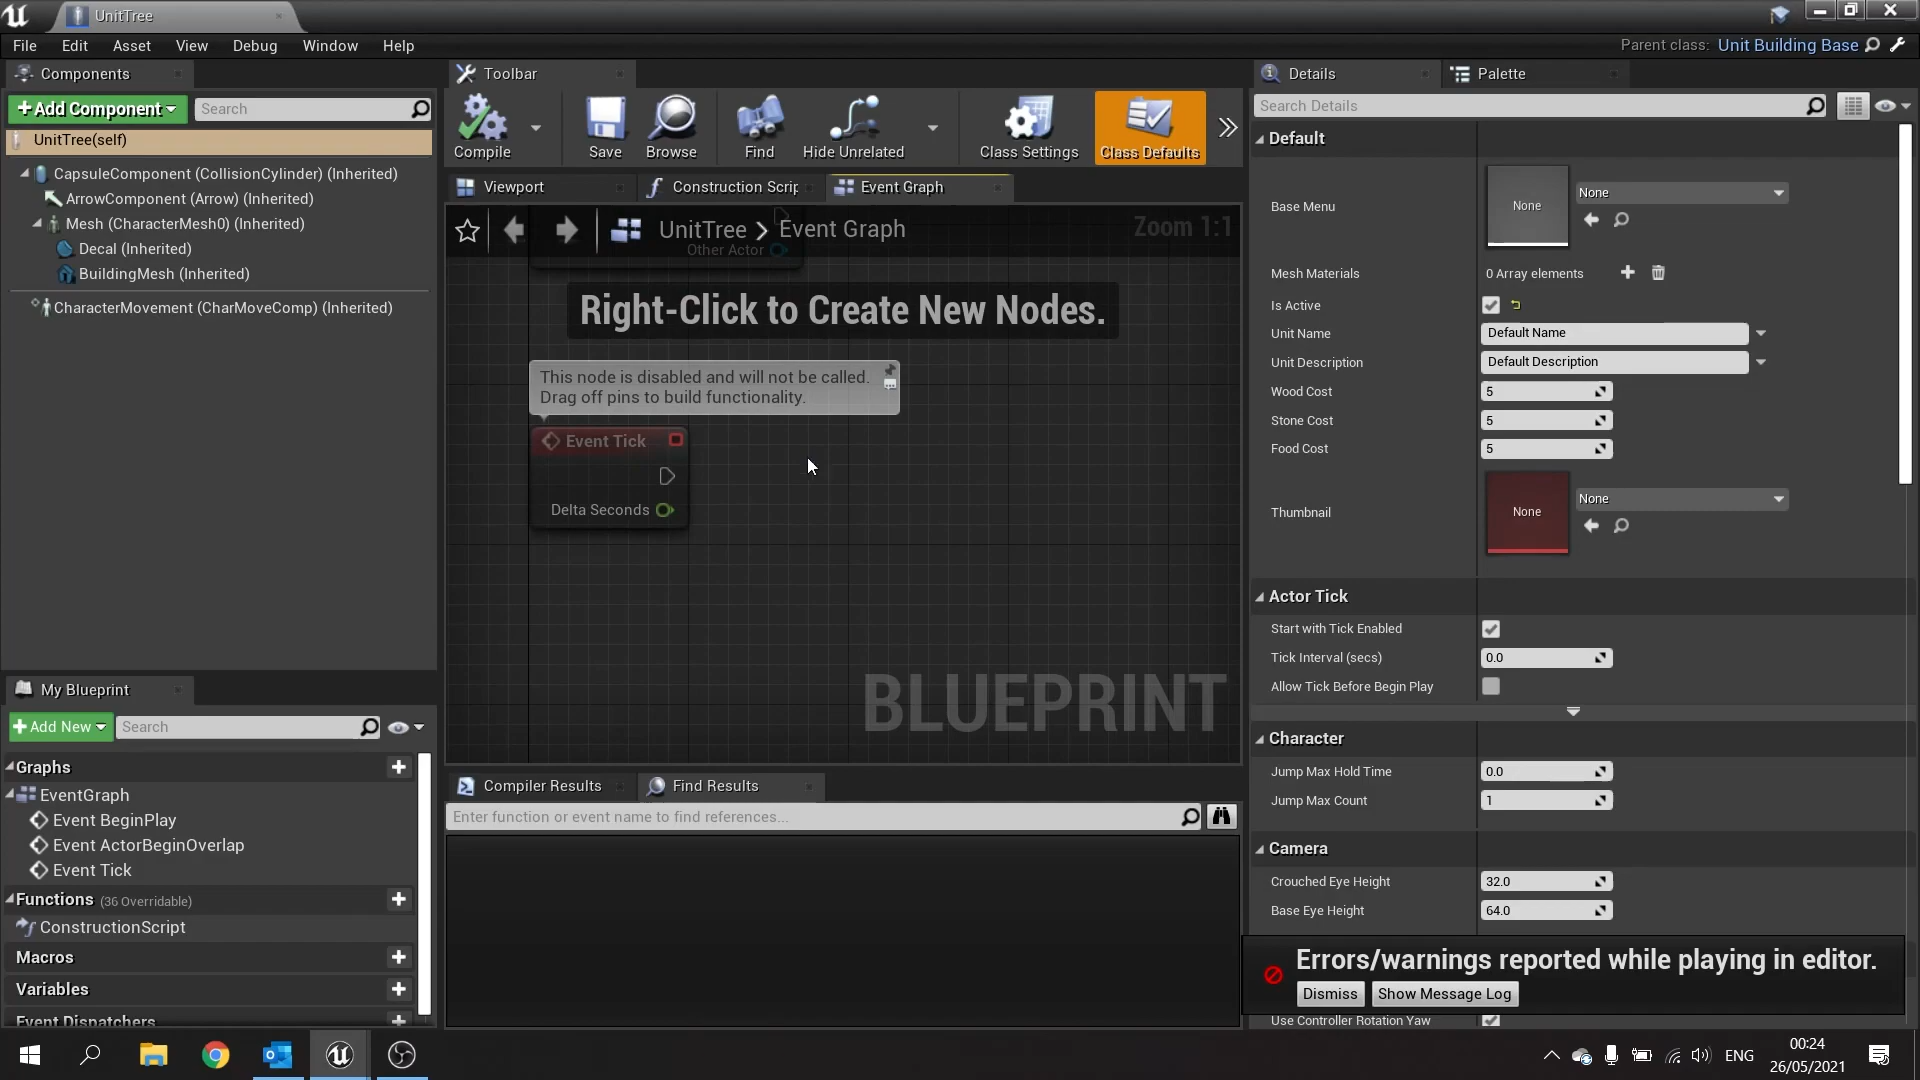 UnitTree
File Edit Asset View Debug Window Help
Parent class: Unit Building Base
Components
Add Component
Search
UnitTree(self)
CapsuleComponent (CollisionCylinder) (Inherited)
ArrowComponent (Arrow) (Inherited)
Mesh (CharacterMesh0) (Inherited)
Decal (Inherited)
BuildingMesh (Inherited)
CharacterMovement (CharMoveComp) (Inherited)
My Blueprint
Add New
Search
Graphs
EventGraph
Event BeginPlay
Event ActorBeginOverlap
Event Tick
Functions (36 Overridable)
ConstructionScript
Macros
Variables
Event Dispatchers
Toolbar
Compile
Save
Browse
Find
Hide Unrelated
Class Settings
Class Defaults
Viewport
Construction Scrip
Event Graph
UnitTree > Event Graph
Zoom 1:1
Other Actor
Right-Click to Create New Nodes.
This node is disabled and will not be called.
Drag off pins to build functionality.
Event Tick
Delta Seconds
BLUEPRINT
Compiler Results
Find Results
Enter function or event name to find references...
Details
Palette
Search Details
Default
Base Menu None None
Mesh Materials 0 Array elements
Is Active
Unit Name Default Name
Unit Description Default Description
Wood Cost 5
Stone Cost 5
Food Cost 5
Thumbnail None None
Actor Tick
Start with Tick Enabled
Tick Interval (secs) 0.0
Allow Tick Before Begin Play
Character
Jump Max Hold Time 0.0
Jump Max Count 1
Camera
Crouched Eye Height 32.0
Base Eye Height 64.0
Errors/warnings reported while playing in editor.
Dismiss Show Message Log
Use Controller Rotation Yaw
ENG
00:24
26/05/2021